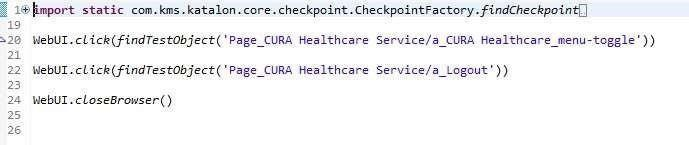 1 import static com.kms.katalon.core.checkpoint.CheckpointFactory.findCheckpoint
19
20 WebUI.click(findTestObject('Page_CURA Healthcare Service/a_CURA Healthcare_menu-toggle'))
21
22 WebUI.click(findTestObject('Page_CURA Healthcare Service/a_Logout'))
23
24 WebUI.closeBrowser()
25
26